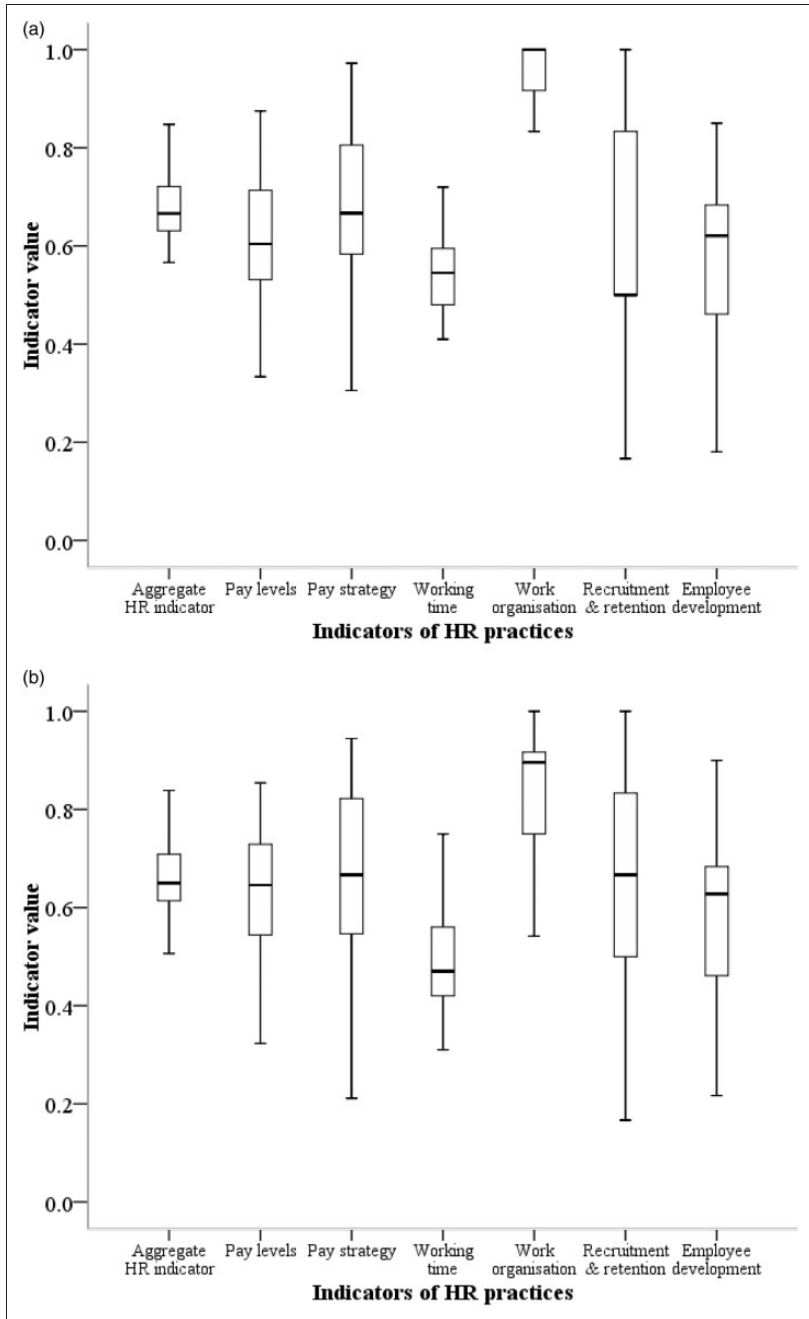 (a)
1.0
0.8
0.6
0.4
0.2
0.0
Indicator value
Aggregate
HR indicator
Pay levels
Pay strategy
Working
time
Work
organisation
Recruitment
& retention
Employee
development
Indicators of HR practices
(b)
1.0
0.8
0.6
0.4
0.2
0.0
Indicator value
Aggregate
HR indicator
Pay levels
Pay strategy
Working
time
Work
organisation
Recruitment
& retention
Employee
development
Indicators of HR practices